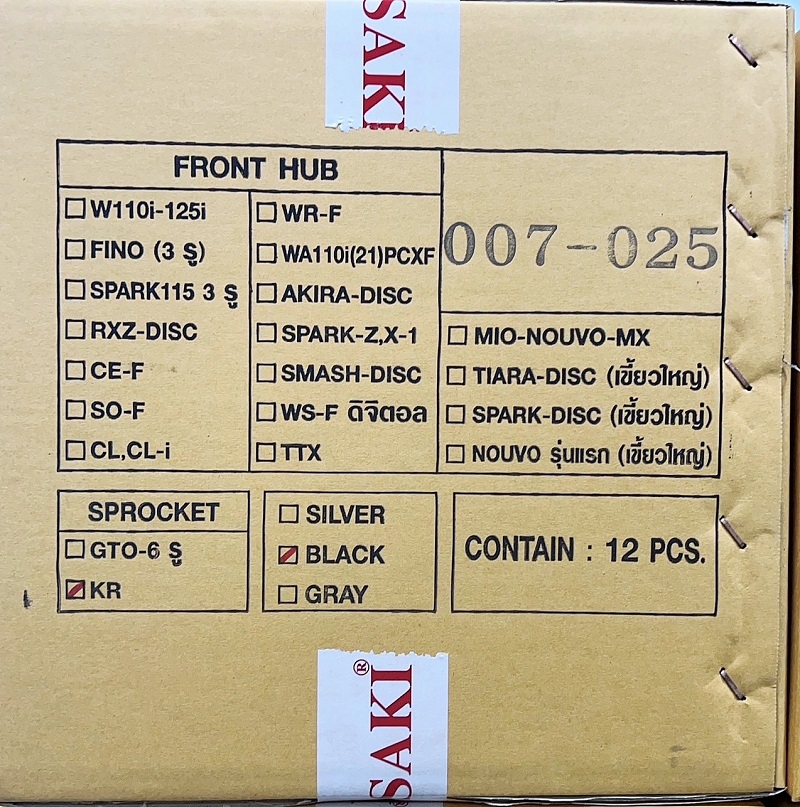 SAKI
FRONT HUB
W110i-125i
FINO (3 รู)
SPARK115 3 รู
RXZ-DISC
CE-F
SO-F
CL,CL-i
WR-F
WA110i(21)PCXF
AKIRA-DISC
SPARK-Z,X-1
SMASH-DISC
WS-F ดิจิตอล
TTX
007-025
MIO-NOUVO-MX
TIARA-DISC (เขี้ยวใหญ่)
SPARK-DISC (เขี้ยวใหญ่)
NOUVO รุ่นแรก (เขี้ยวใหญ่)
SPROCKET
GTO-6 รู
KR
SILVER
BLACK
GRAY
CONTAIN : 12 PCS.
SAKI®